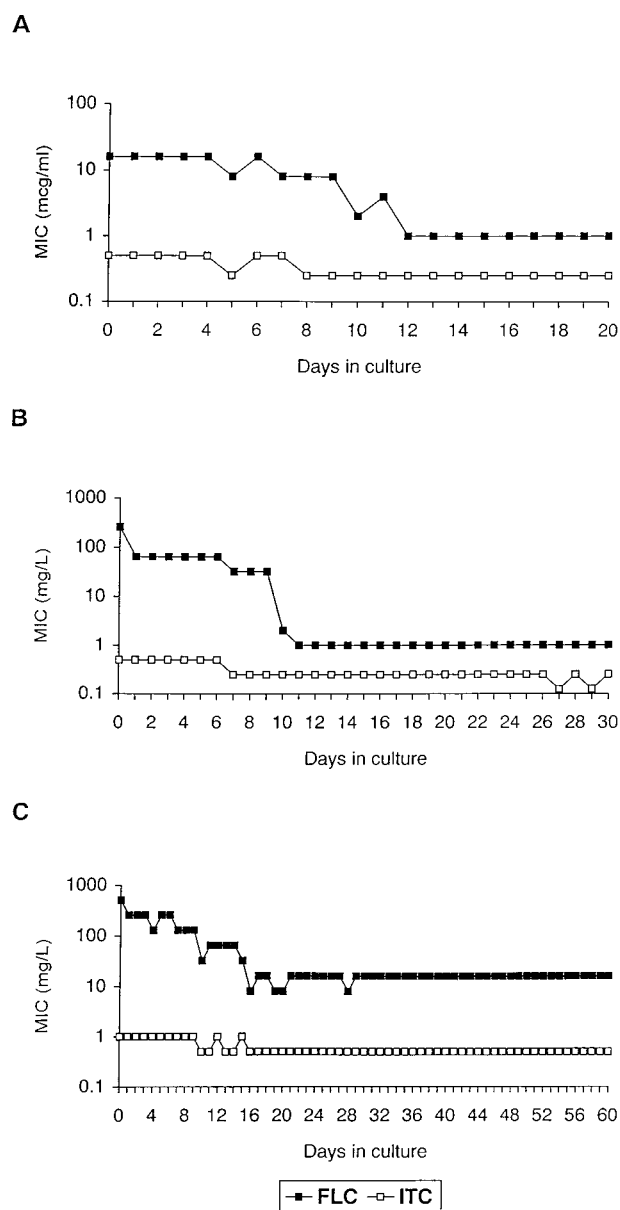 A
100
10
1
0.1
MIC (mcg/ml)
0 2 4 6 8 10 12 14 16 18 20
Days in culture
B
1000
100
10
1
0.1
MIC (mg/L)
0 2 4 6 8 10 12 14 16 18 20 22 24 26 28 30
Days in culture
C
1000
100
10
1
0.1
MIC (mg/L)
0 4 8 12 16 20 24 28 32 36 40 44 48 52 56 60
Days in culture
FLC ITC